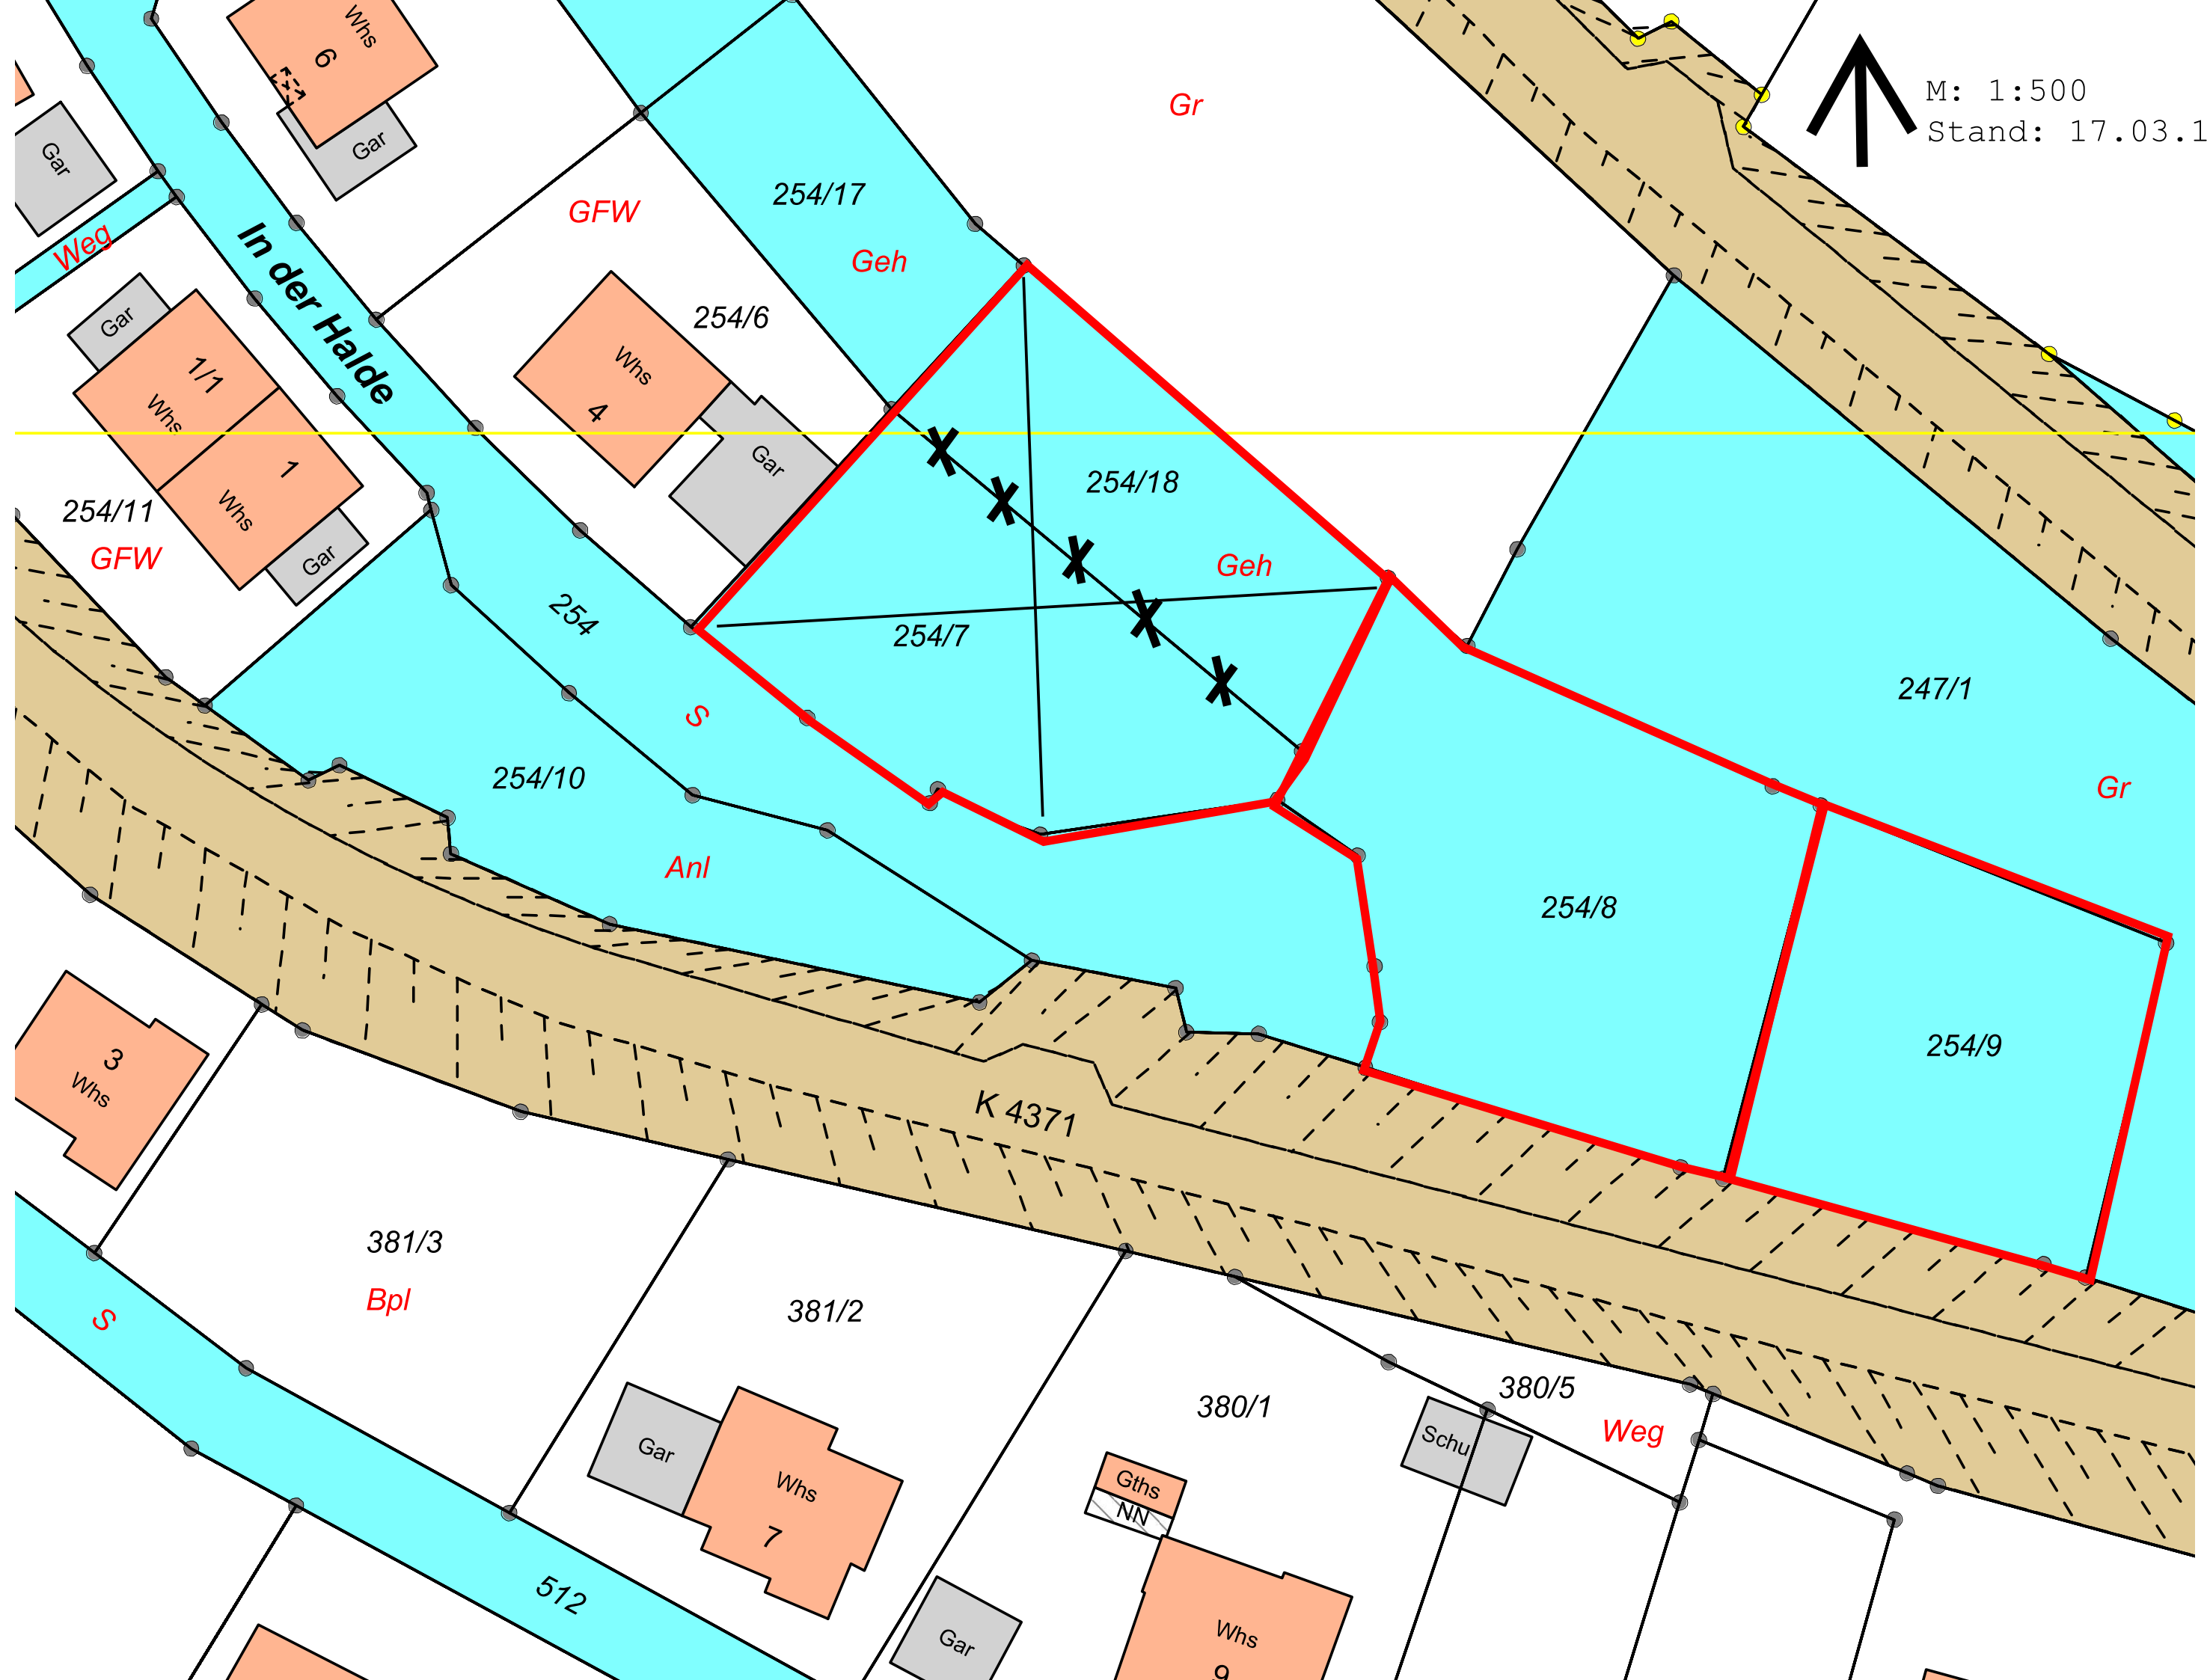 Whs
6
Gar
Gar
Gr
M: 1:500
Stand: 17.03.1
254/17
GFW
Weg
Geh
In der Halde
254/6
Gar
1/1
Whs
Whs
4
Gar
1
Whs
254/18
254/11
GFW
Gar
Geh
254
254/7
247/1
S
254/10
Gr
Anl
254/8
254/9
3
Whs
K 4371
381/3
Bpl
381/2
S
380/5
380/1
Weg
Schu
Gar
Whs
7
Gths
NN
512
Gar
Whs
9